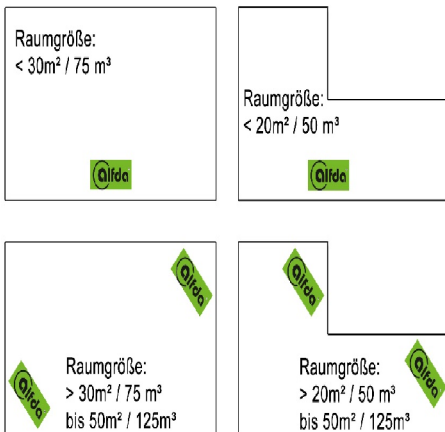 Raumgröße:
< 30m² / 75 m³
alfda
Raumgröße:
< 20m² / 50 m³
alfda
alfda
Raumgröße:
> 30m² / 75 m³
bis 50m² / 125m³
alfda
alfda
Raumgröße:
> 20m² / 50 m³
bis 50m² / 125m³
alfda